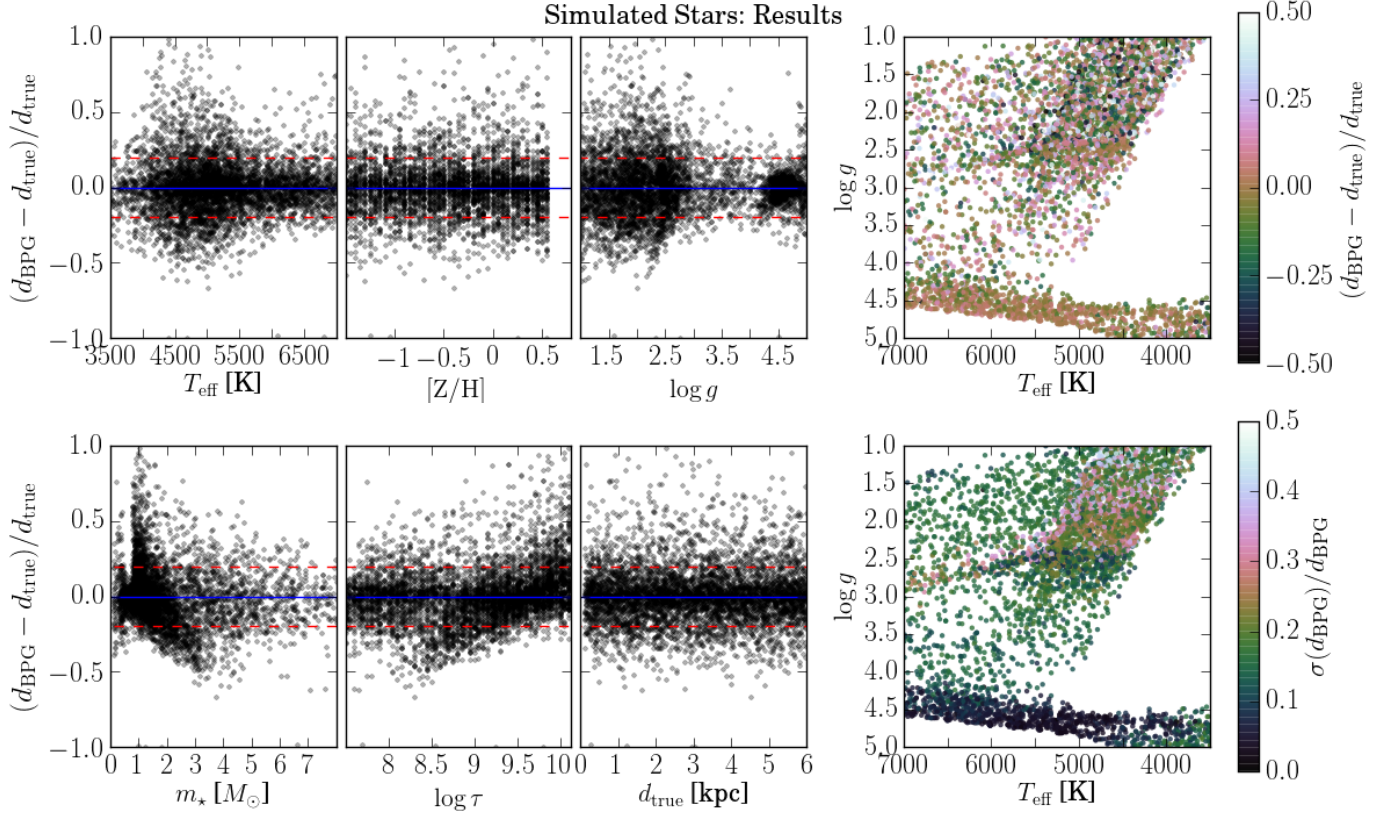 Simulated Stars: Results
(d_BPG − d_true)/d_true
1.0
0.5
0.0
−0.5
−1.0
3500 4500 5500 6500
T_eff [K]
−1 −0.5 0 0.5
[Z/H]
1.5 2.5 3.5 4.5
log g
log g
1.0
1.5
2.0
2.5
3.0
3.5
4.0
4.5
5.0
7000 6000 5000 4000
T_eff [K]
0.50
0.25
0.00
−0.25
−0.50
(d_BPG − d_true)/d_true
(d_BPG − d_true)/d_true
1.0
0.5
0.0
−0.5
−1.0
0 1 2 3 4 5 6 7
m⋆ [M⊙]
8 8.5 9 9.5 10
log τ
0 1 2 3 4 5 6
d_true [kpc]
log g
1.0
1.5
2.0
2.5
3.0
3.5
4.0
4.5
5.0
7000 6000 5000 4000
T_eff [K]
0.5
0.4
0.3
0.2
0.1
0.0
σ(d_BPG)/d_BPG